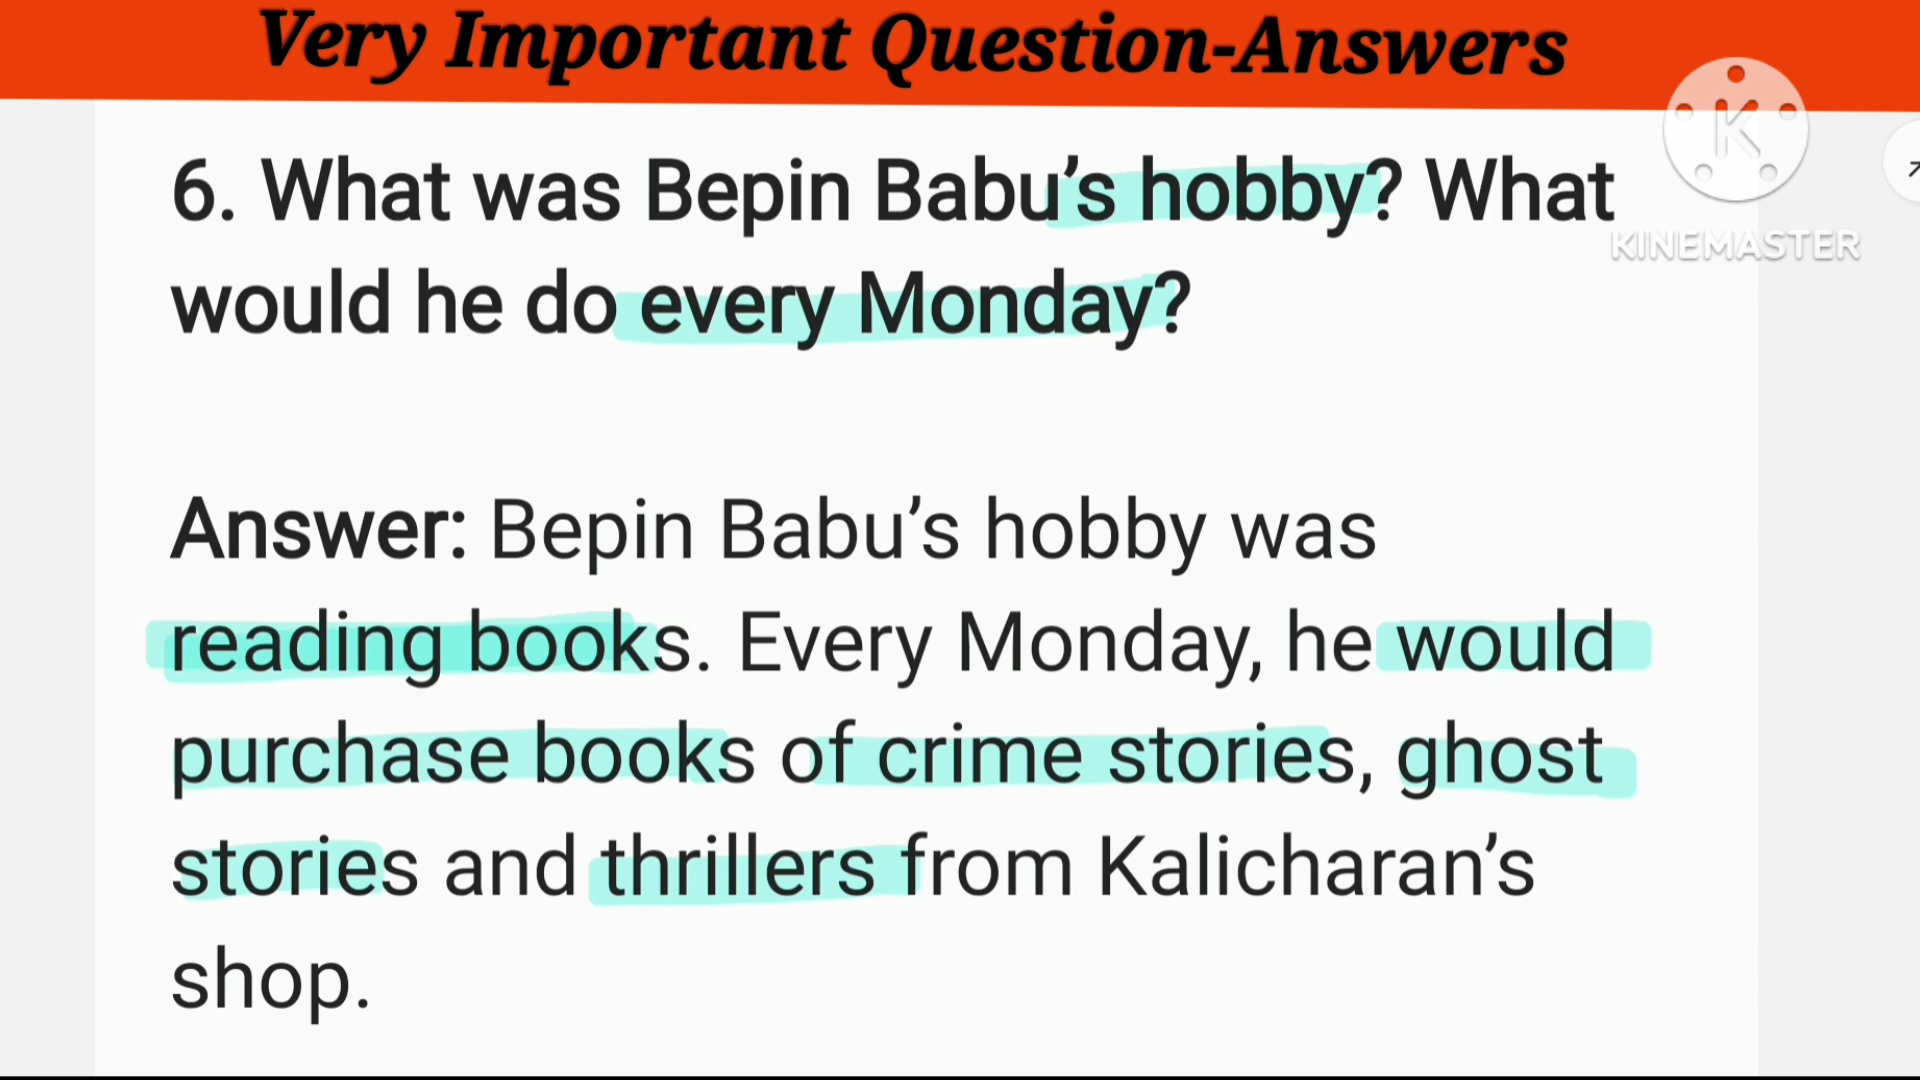 Very Important Question-Answers
6. What was Bepin Babu’s hobby? What
would he do every Monday?
KINEMASTER
Answer: Bepin Babu’s hobby was
reading books. Every Monday, he would
purchase books of crime stories, ghost
stories and thrillers from Kalicharan’s
shop.